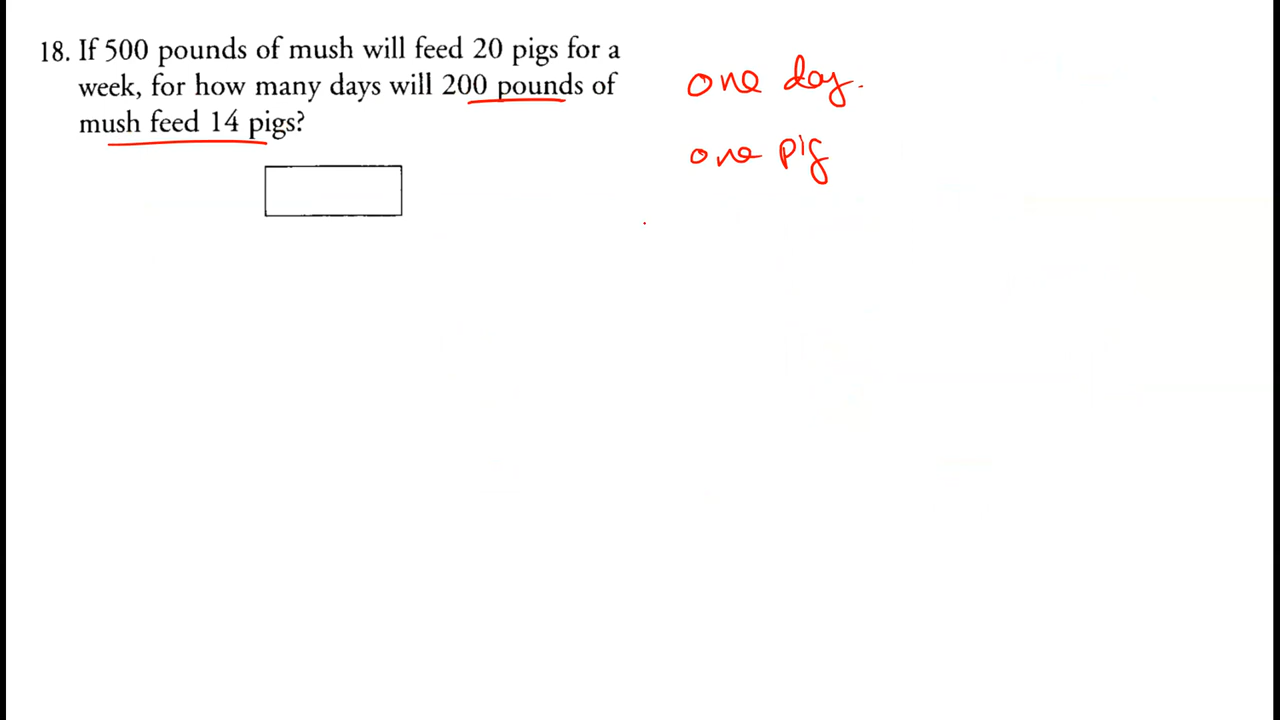 18. If 500 pounds of mush will feed 20 pigs for a
week, for how many days will 200 pounds of
mush feed 14 pigs?
one day.
one pig